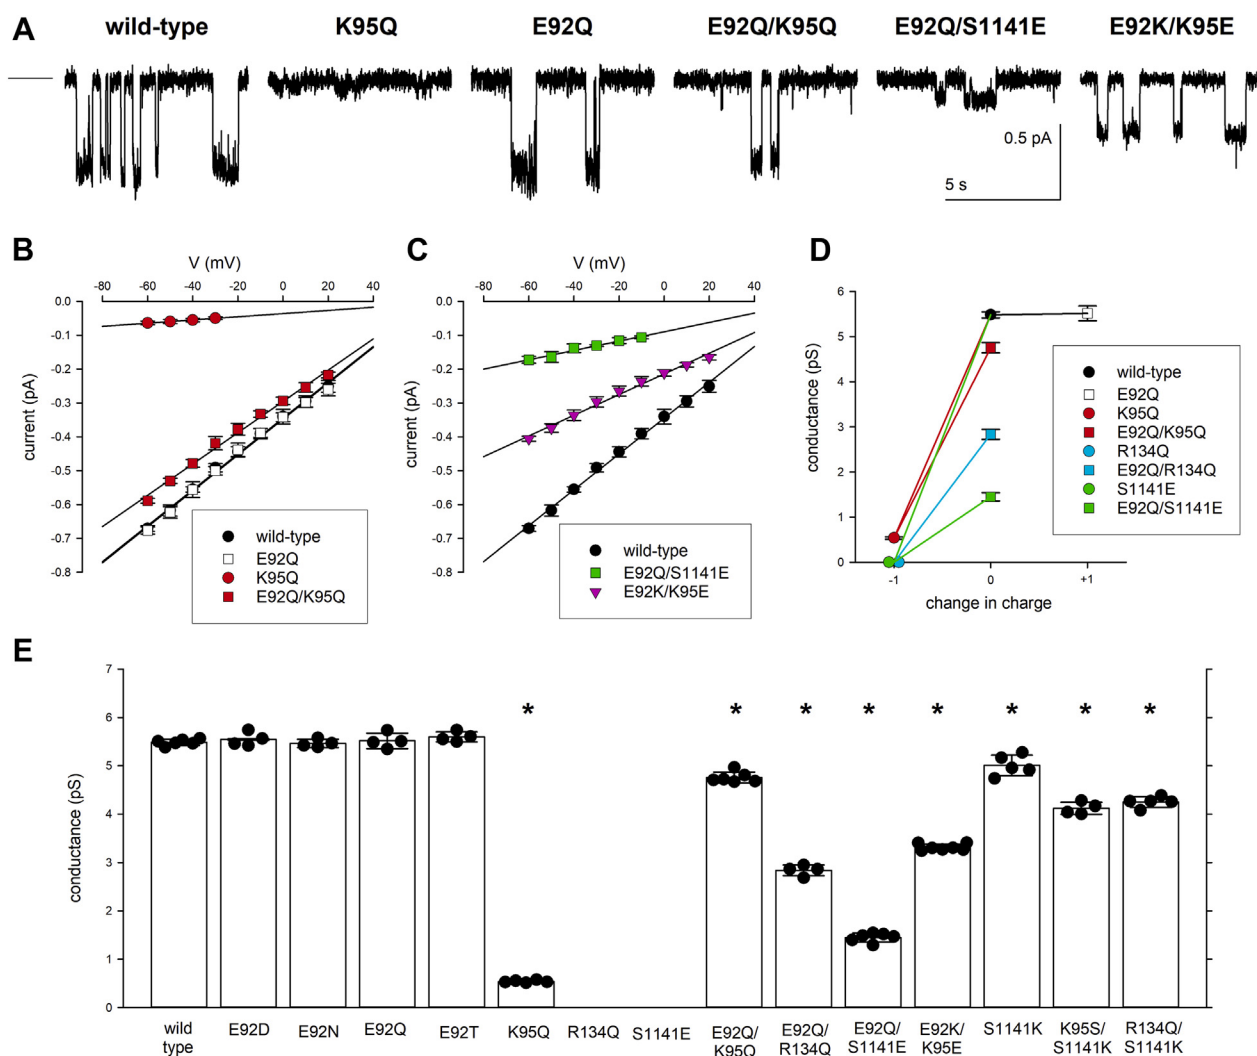 A
wild-type K95Q E92Q E92Q/K95Q E92Q/S1141E E92K/K95E
0.5 pA
5 s
B
V (mV)
-80 -60 -40 -20 0 20 40
0.0
-0.1
-0.2
-0.3
-0.4
-0.5
-0.6
-0.7
-0.8
current (pA)
wild-type
E92Q
K95Q
E92Q/K95Q
C
V (mV)
-80 -60 -40 -20 0 20 40
0.0
-0.1
-0.2
-0.3
-0.4
-0.5
-0.6
-0.7
-0.8
current (pA)
wild-type
E92Q/S1141E
E92K/K95E
D
6
5
4
3
2
1
0
conductance (pS)
-1 0 +1
change in charge
wild-type
E92Q
K95Q
E92Q/K95Q
R134Q
E92Q/R134Q
S1141E
E92Q/S1141E
E
7
6
5
4
3
2
1
0
conductance (pS)
* * * * * * * *
wild
type
E92D
E92N
E92Q
E92T
K95Q
R134Q
S1141E
E92Q/
K95Q
E92Q/
R134Q
E92Q/
S1141E
E92K/
K95E
S1141K
K95S/
S1141K
R134Q/
S1141K